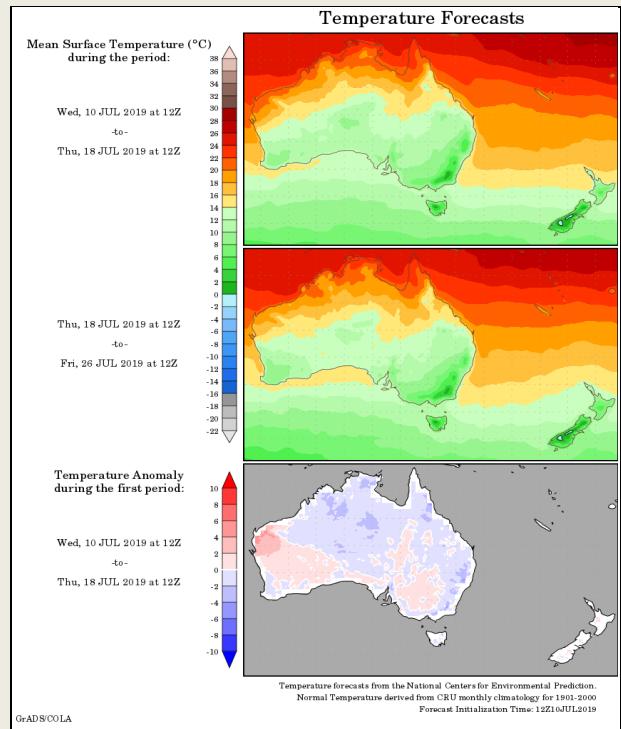 Temperature Forecasts
Mean Surface Temperature (°C)
during the period:
Wed, 10 JUL 2019 at 12Z
-to-
Thu, 18 JUL 2019 at 12Z
38
36
34
32
30
28
26
24
22
20
18
16
14
12
10
8
6
4
2
0
-2
-4
-6
-8
-10
-12
-14
-16
-18
-20
-22
Thu, 18 JUL 2019 at 12Z
-to-
Fri, 26 JUL 2019 at 12Z
Temperature Anomaly
during the first period:
Wed, 10 JUL 2019 at 12Z
-to-
Thu, 18 JUL 2019 at 12Z
10
8
6
4
2
0
-2
-4
-6
-8
-10
Temperature forecasts from the National Centers for Environmental Prediction.
Normal Temperature derived from CRU monthly climatology for 1901-2000
Forecast Initialization Time: 12Z10JUL2019
GrADS/COLA